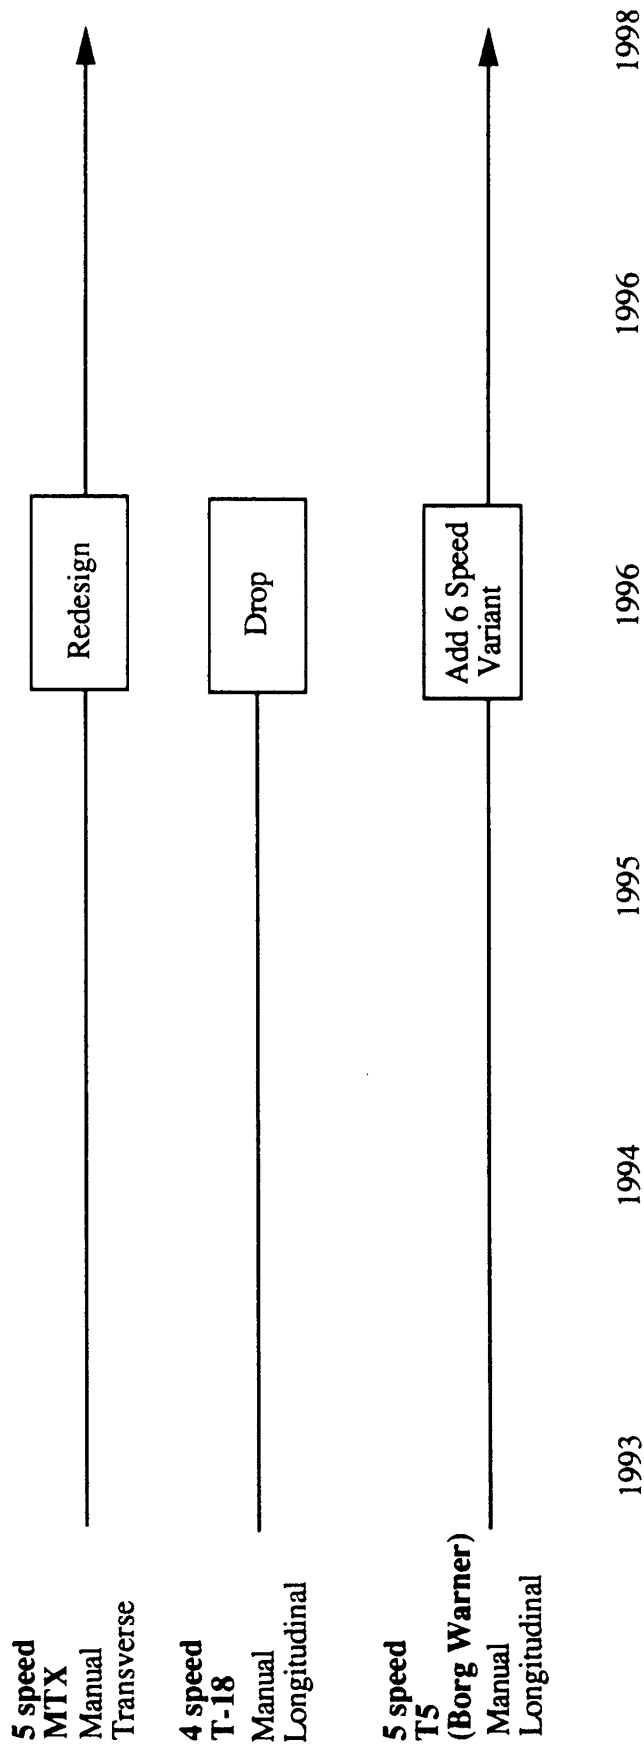 5 speed
MTX
Manual
Transverse
Redesign
4 speed
T-18
Manual
Longitudinal
Drop
5 speed
T5
(Borg Warner)
Manual
Longitudinal
Add 6 Speed
Variant
1993
1994
1995
1996
1996
1998